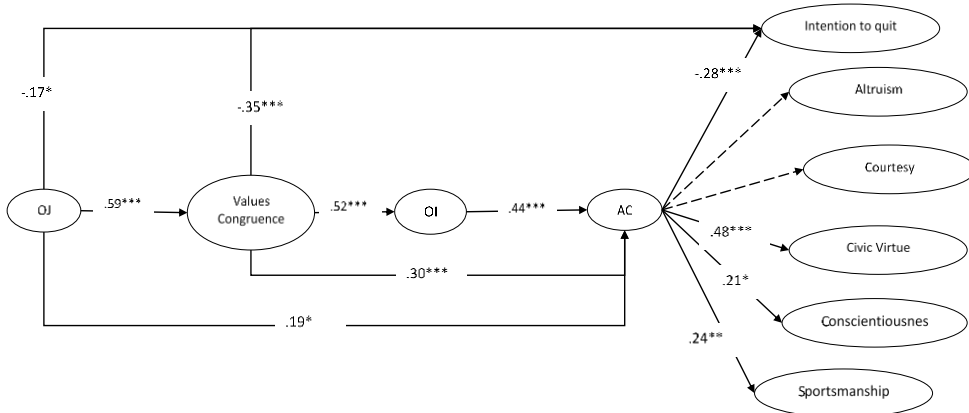 Intention to quit
-.28***
Altruism
-.17*
-.35***
Courtesy
OJ
.59***
Values
Congruence
.52***
OI
.44***
AC
.48***
Civic Virtue
.30***
.21*
.19*
Conscientiousnes
.24**
Sportsmanship